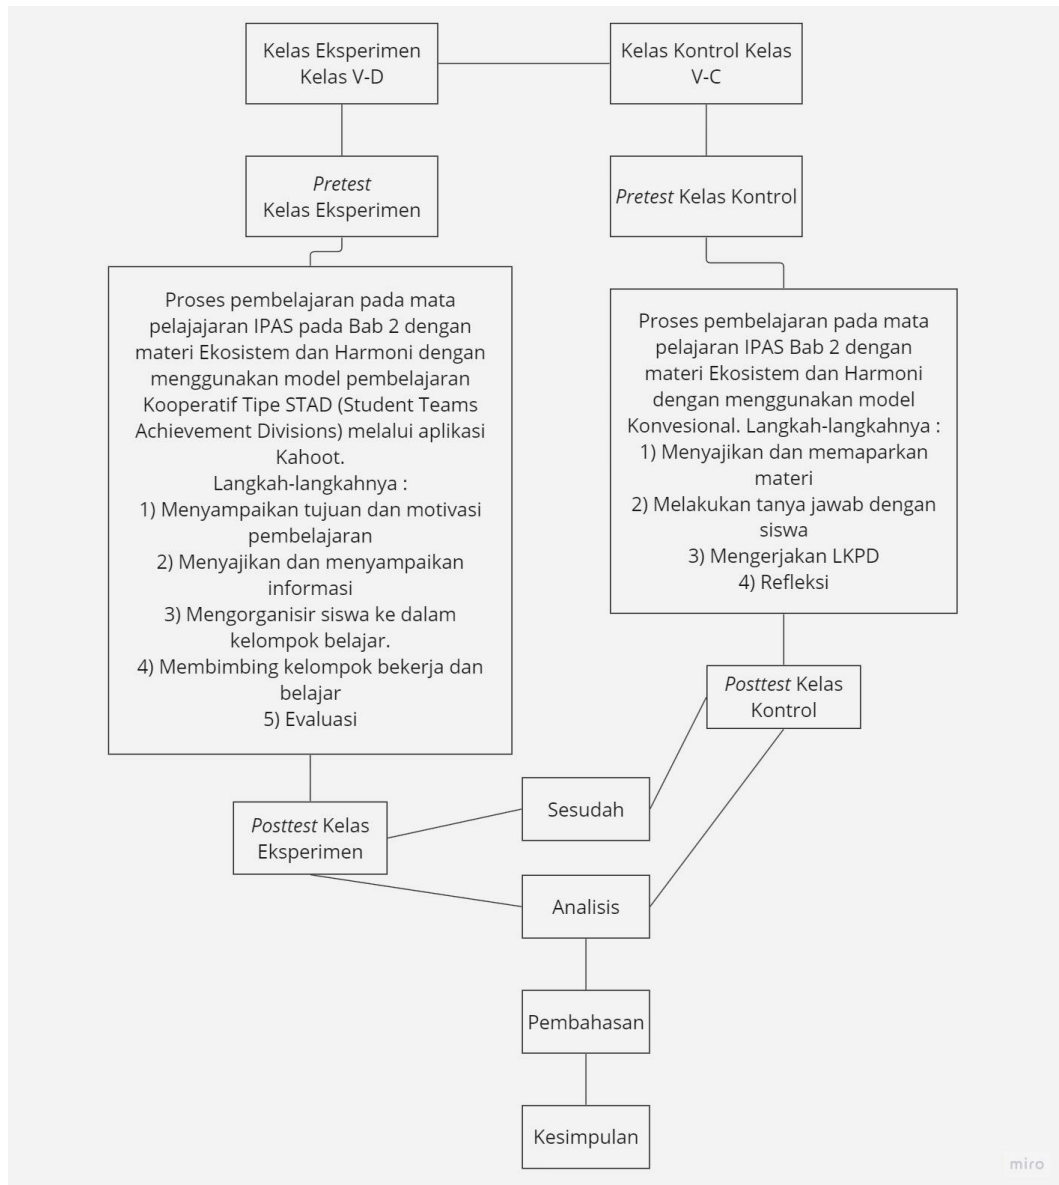 Kelas Eksperimen
Kelas V-D
Kelas Kontrol Kelas
V-C
Pretest
Kelas Eksperimen
Pretest Kelas Kontrol
Proses pembelajaran pada mata
pelajajaran IPAS pada Bab 2 dengan
materi Ekosistem dan Harmoni dengan
menggunakan model pembelajaran
Kooperatif Tipe STAD (Student Teams
Achievement Divisions) melalui aplikasi
Kahoot.
Langkah-langkahnya :
1) Menyampaikan tujuan dan motivasi
pembelajaran
2) Menyajikan dan menyampaikan
informasi
3) Mengorganisir siswa ke dalam
kelompok belajar.
4) Membimbing kelompok bekerja dan
belajar
5) Evaluasi
Proses pembelajaran pada mata
pelajaran IPAS Bab 2 dengan
materi Ekosistem dan Harmoni
dengan menggunakan model
Konvesional. Langkah-langkahnya :
1) Menyajikan dan memaparkan
materi
2) Melakukan tanya jawab dengan
siswa
3) Mengerjakan LKPD
4) Refleksi
Posttest Kelas
Kontrol
Posttest Kelas
Eksperimen
Sesudah
Analisis
Pembahasan
Kesimpulan
miro